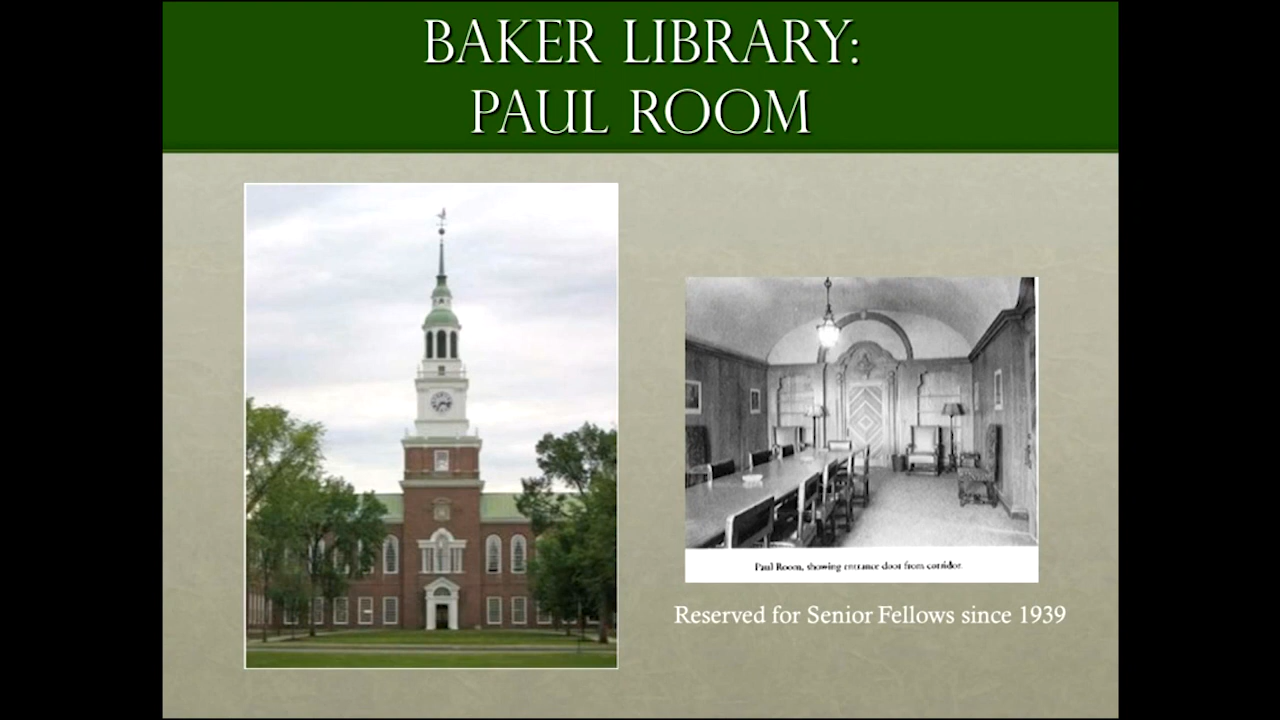 BAKER LIBRARY:
PAUL ROOM
Paul Room, showing entrance door from corridor.
Reserved for Senior Fellows since 1939